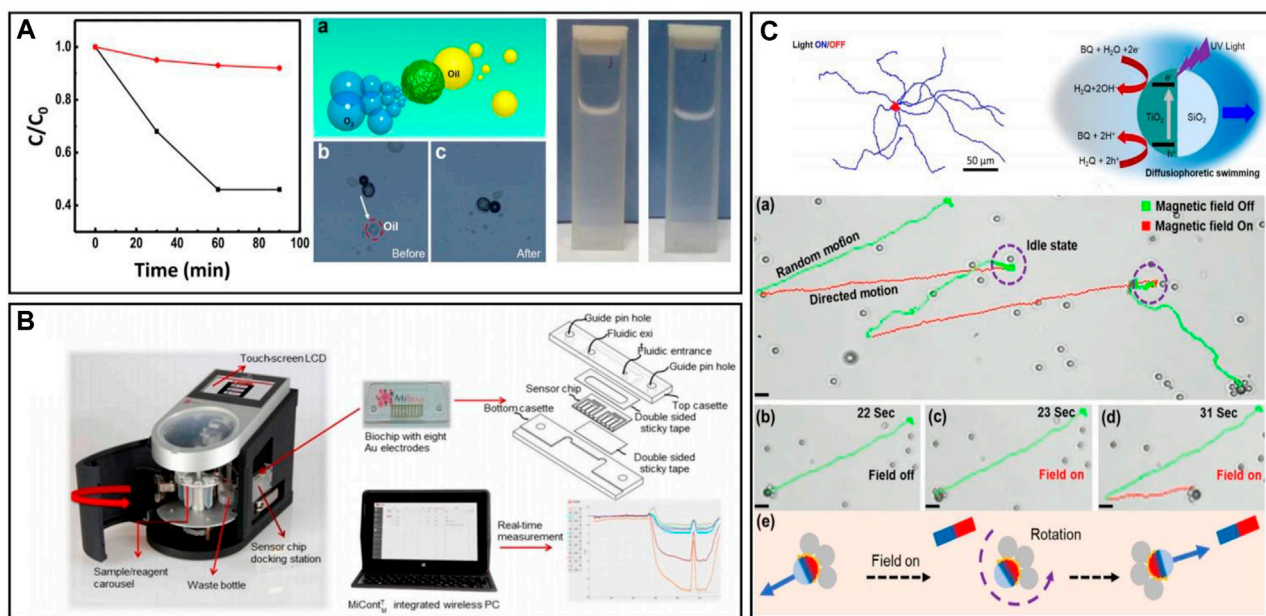 A
1.0
0.8
0.6
0.4
C/C0
0
20
40
60
80
100
Time (min)
a
Oil
O2
b
Oil
Before
c
After
B
Touch-screen LCD
Sample/reagent
carousel
Waste bottle
Sensor chip
docking station
Biochip with eight
Au electrodes
Guide pin hole
Fluidic exi
Fluidic entrance
Guide pin hole
Sensor chip
Bottom casette
Top casette
Double sided
sticky tape
Double sided
sticky tape
Real-time
measurement
MiContTM integrated wireless PC
C
Light ON/OFF
50 µm
BQ + H2O +2e-
H2Q+2OH-
BQ + 2H+
H2Q + 2h+
UV Light
e-
TiO2
SiO2
h+
Diffusiophoretic swimming
(a)
Magnetic field Off
Magnetic field On
Random motion
Idle state
Directed motion
(b)
22 Sec
Field off
(c)
23 Sec
Field on
(d)
31 Sec
Field on
(e)
Field on
Rotation